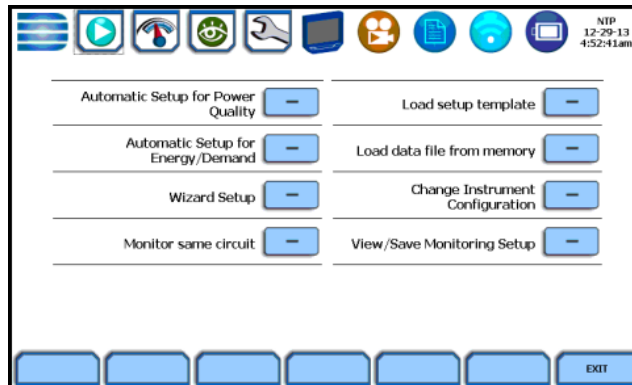 NTP
12-29-13
4:52:41am
Automatic Setup for Power
Quality
Load setup template
Automatic Setup for
Energy/Demand
Load data file from memory
Wizard Setup
Change Instrument
Configuration
Monitor same circuit
View/Save Monitoring Setup
EXIT